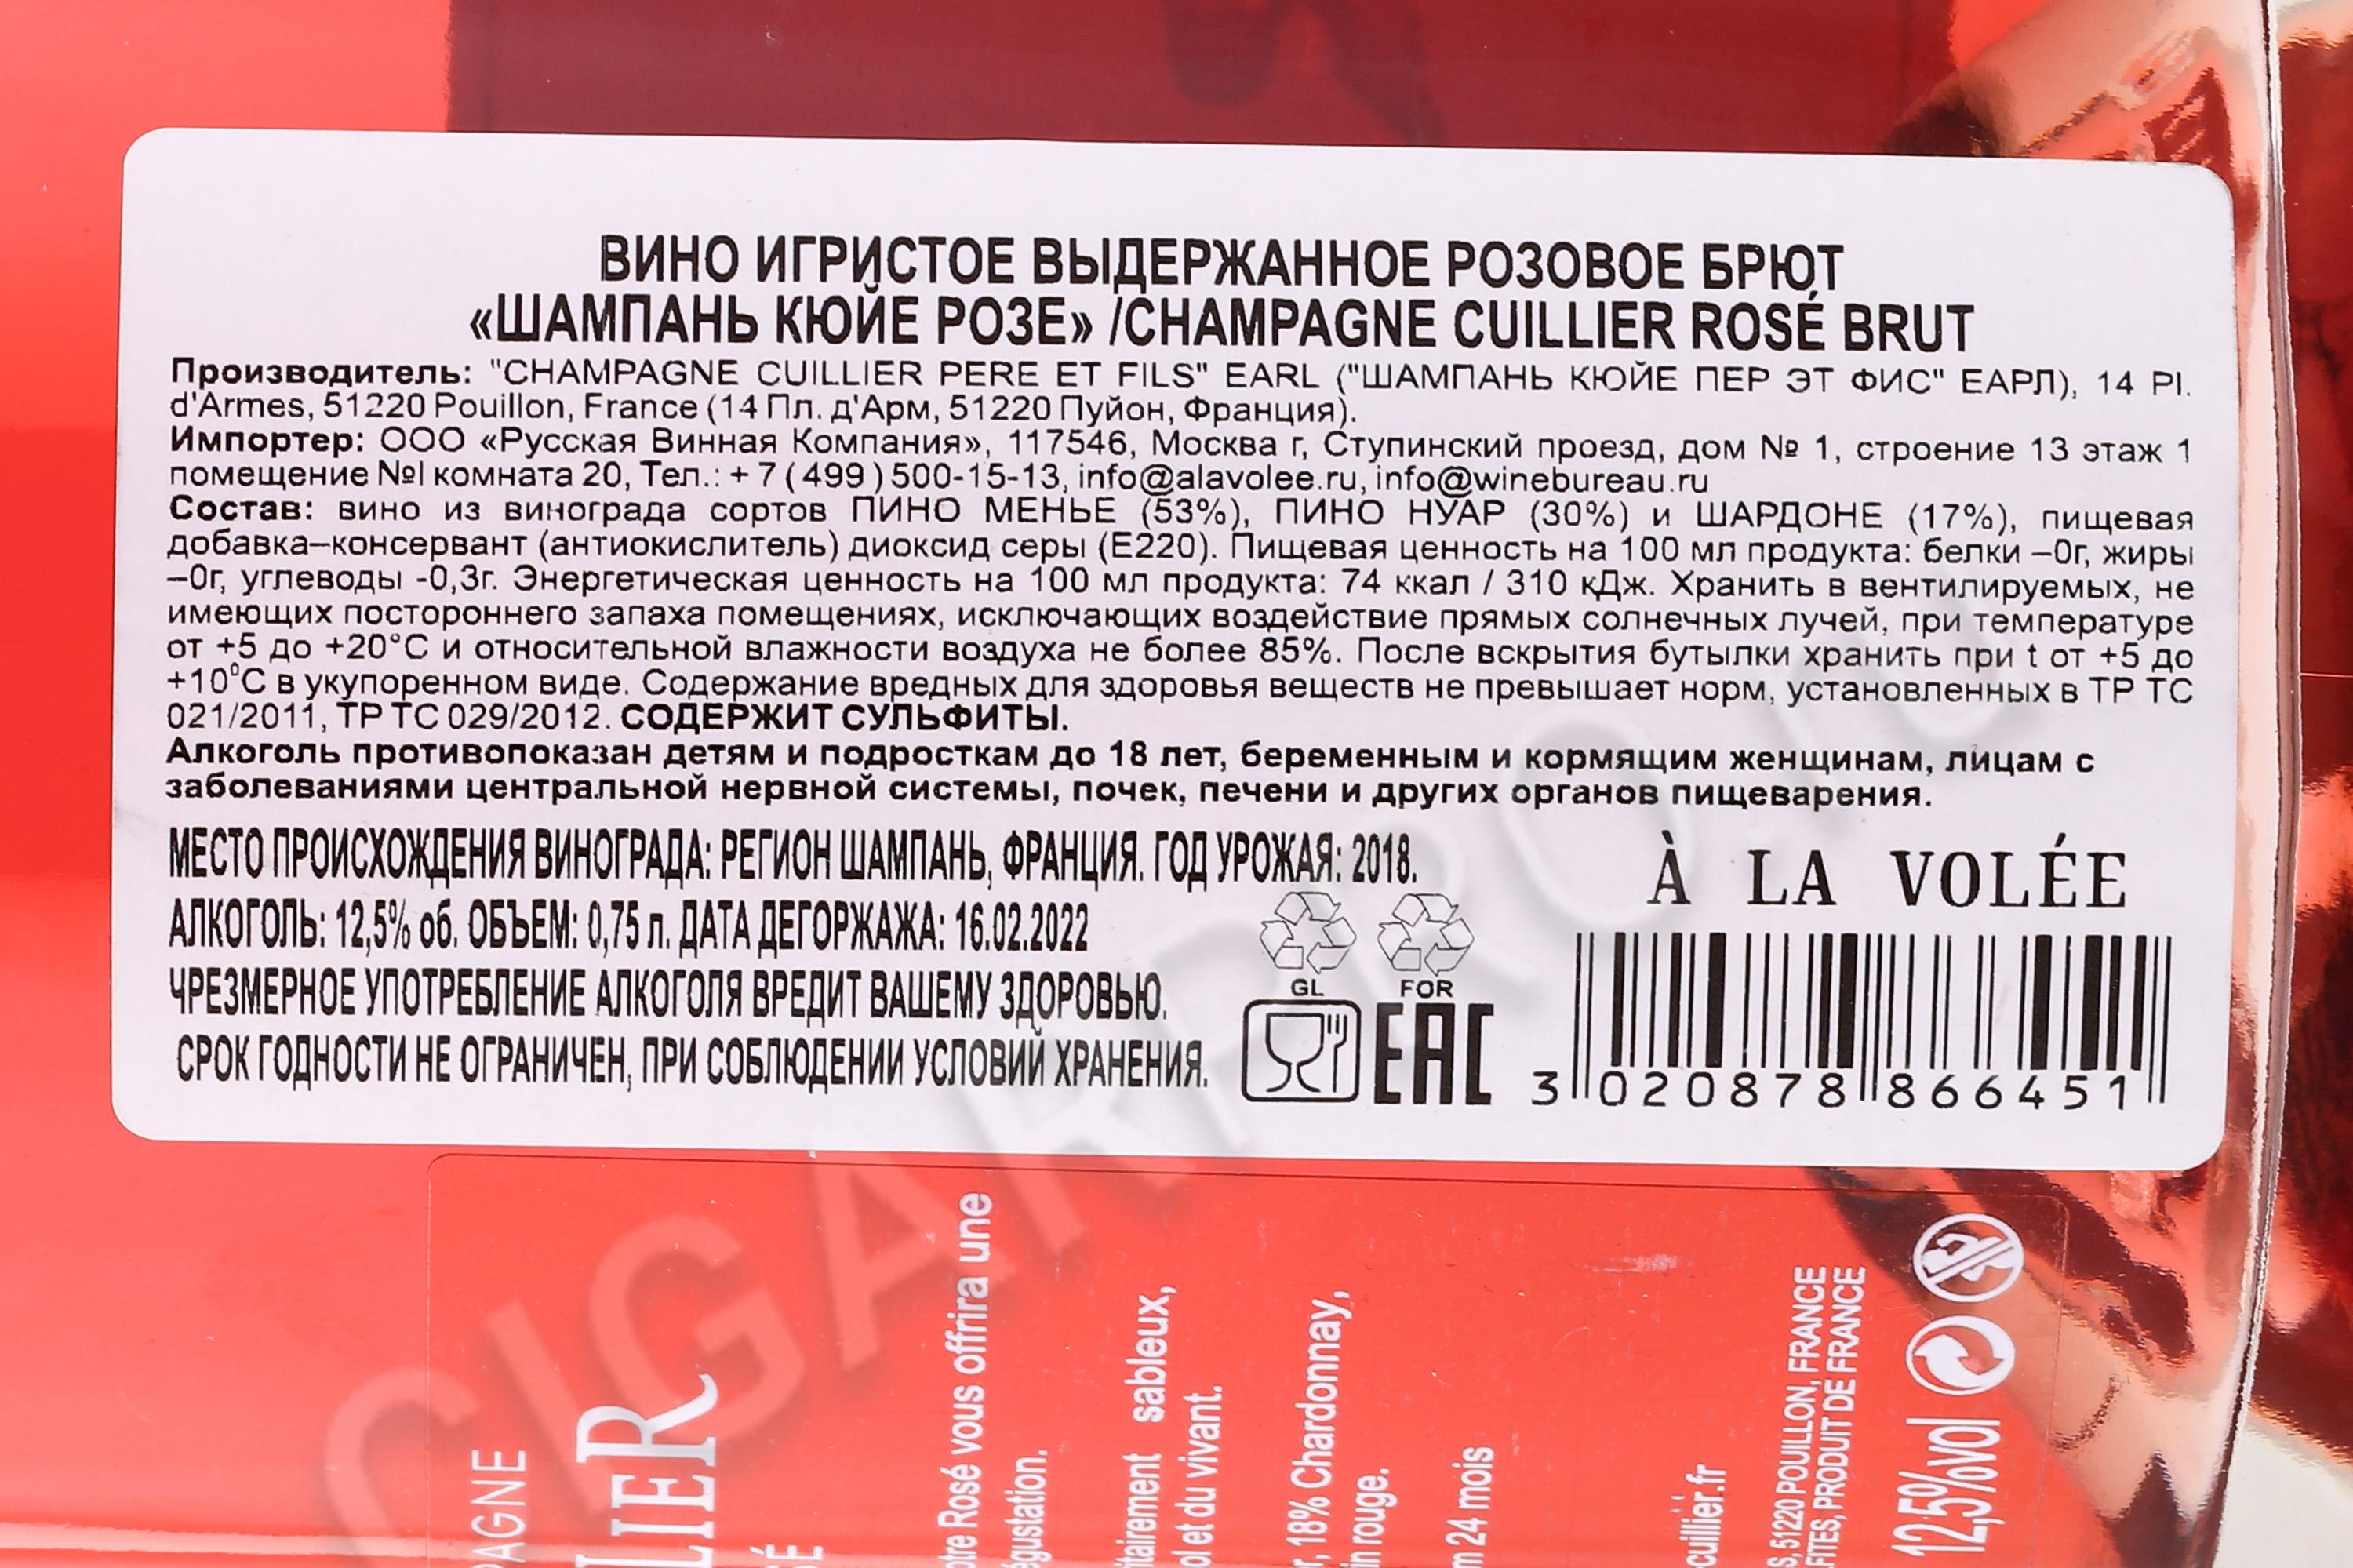 ВИНО ИГРИСТОЕ ВЫДЕРЖАННОЕ РОЗОВОЕ БРЮТ
«ШАМПАНЬ КЮЙЕ РОЗЕ» /CHAMPAGNE CUILLIER ROSÉ BRUT
Производитель: "CHAMPAGNE CUILLIER PERE ET FILS" EARL ("ШАМПАНЬ КЮЙЕ ПЕР ЭТ ФИС" ЕАРЛ), 14 Pl.
d'Armes, 51220 Pouillon, France (14 Пл. д'Арм, 51220 Пуйон, Франция).
Импортер: ООО «Русская Винная Компания», 117546, Москва г, Ступинский проезд, дом № 1, строение 13 этаж 1
помещение №I комната 20, Тел.: + 7 ( 499 ) 500-15-13, info@alavolee.ru, info@winebureau.ru
Состав: вино из винограда сортов ПИНО МЕНЬЕ (53%), ПИНО НУАР (30%) и ШАРДОНЕ (17%), пищевая
добавка–консервант (антиокислитель) диоксид серы (Е220). Пищевая ценность на 100 мл продукта: белки –0г, жиры
–0г, углеводы -0,3г. Энергетическая ценность на 100 мл продукта: 74 ккал / 310 кДж. Хранить в вентилируемых, не
имеющих постороннего запаха помещениях, исключающих воздействие прямых солнечных лучей, при температуре
от +5 до +20°С и относительной влажности воздуха не более 85%. После вскрытия бутылки хранить при t от +5 до
+10⁰С в укупоренном виде. Содержание вредных для здоровья веществ не превышает норм, установленных в ТР ТС
021/2011, ТР ТС 029/2012. СОДЕРЖИТ СУЛЬФИТЫ.
Алкоголь противопоказан детям и подросткам до 18 лет, беременным и кормящим женщинам, лицам с
заболеваниями центральной нервной системы, почек, печени и других органов пищеварения.
МЕСТО ПРОИСХОЖДЕНИЯ ВИНОГРАДА: РЕГИОН ШАМПАНЬ, ФРАНЦИЯ. ГОД УРОЖАЯ: 2018.
АЛКОГОЛЬ: 12,5% об. ОБЪЕМ: 0,75 л. ДАТА ДЕГОРЖАЖА: 16.02.2022
ЧРЕЗМЕРНОЕ УПОТРЕБЛЕНИЕ АЛКОГОЛЯ ВРЕДИТ ВАШЕМУ ЗДОРОВЬЮ.
СРОК ГОДНОСТИ НЕ ОГРАНИЧЕН, ПРИ СОБЛЮДЕНИИ УСЛОВИЙ ХРАНЕНИЯ.
GL FOR
EAC
À LA VOLÉE
3 020878 866451
CIGARPRO.ru
PAGNE
LIER
É
otre Rosé vous offrira une
égustation.
tairement sableux,
ol et du vivant.
r, 18% Chardonnay,
in rouge.
m 24 mois
cuillier.fr
S, 51220 POUILLON, FRANCE
FITES, PRODUIT DE FRANCE
12,5%vol